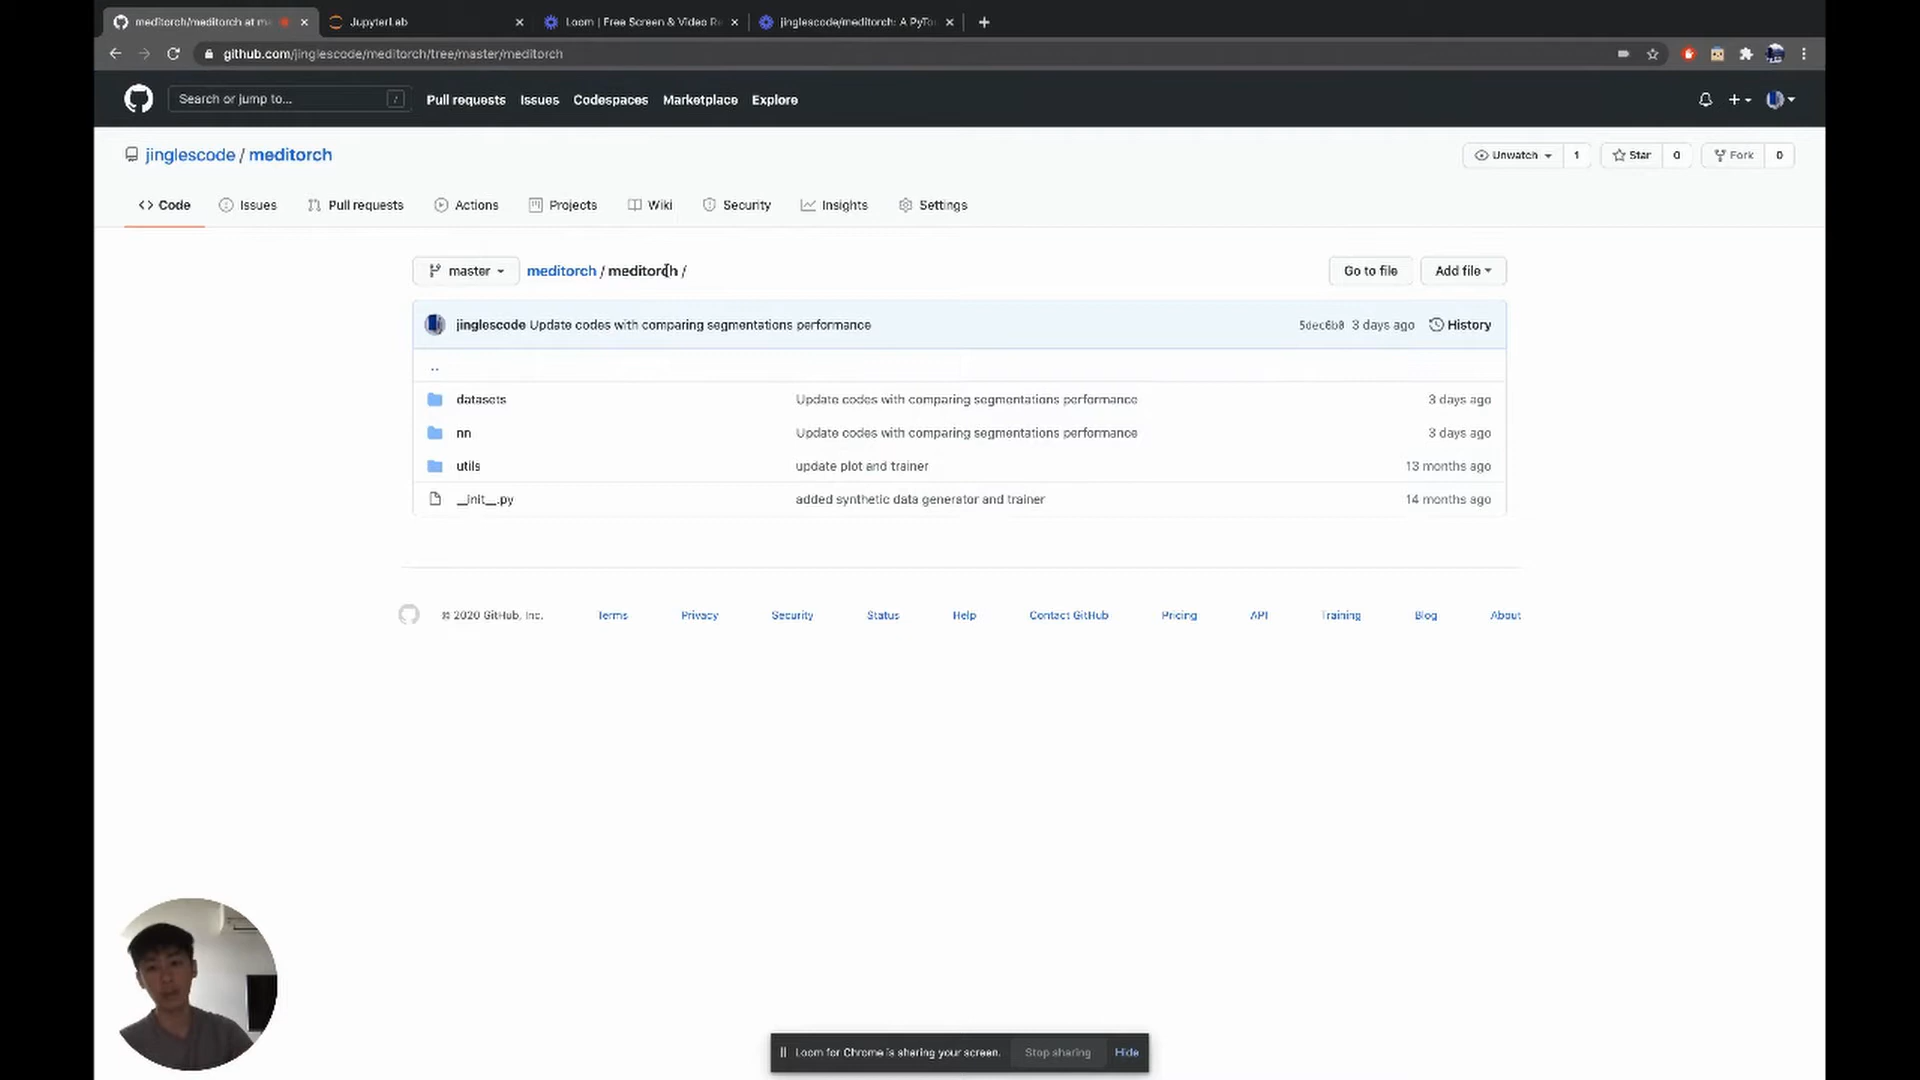 meditorch/meditorch at ma
JupyterLab
Loom | Free Screen & Video Re
jinglescode/meditorch: A PyTo
github.com/jinglescode/meditorch/tree/master/meditorch
Search or jump to... /
Pull requests Issues Codespaces Marketplace Explore
jinglescode / meditorch
Unwatch 1 Star 0 Fork 0
Code Issues Pull requests Actions Projects Wiki Security Insights Settings
master meditorch / meditorch / Go to file Add file
jinglescode Update codes with comparing segmentations performance 5dec6b0 3 days ago History
..
datasets Update codes with comparing segmentations performance 3 days ago
nn Update codes with comparing segmentations performance 3 days ago
utils update plot and trainer 13 months ago
__init__.py added synthetic data generator and trainer 14 months ago
© 2020 GitHub, Inc. Terms Privacy Security Status Help Contact GitHub Pricing API Training Blog About
Loom for Chrome is sharing your screen. Stop sharing Hide